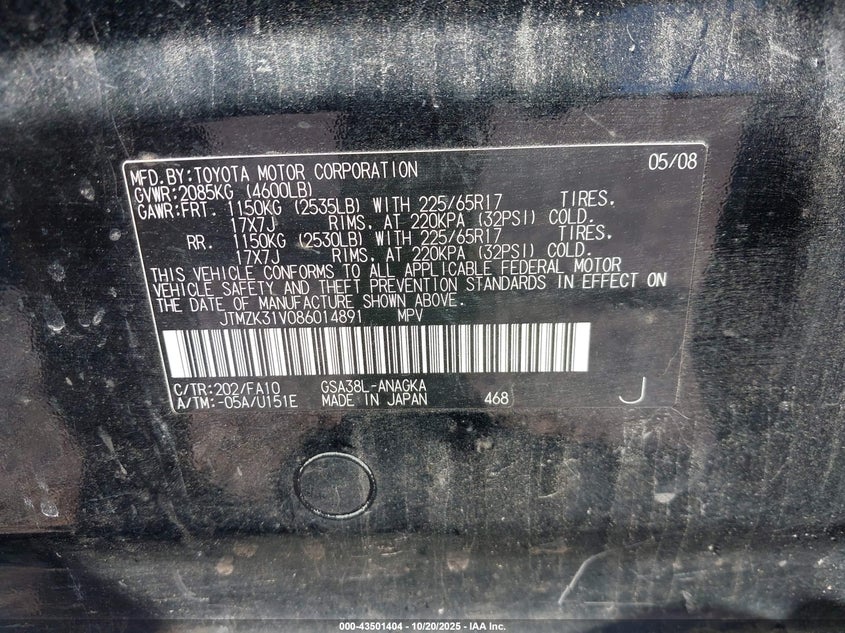 MFD.BY:TOYOTA MOTOR CORPORATION 05/08
GVWR:2085KG (4600LB)
GAWR:FRT. 1150KG (2535LB) WITH 225/65R17 TIRES.
17X7J RIMS, AT 220KPA (32PSI) COLD.
RR. 1150KG (2530LB) WITH 225/65R17 TIRES,
17X7J RIMS, AT 220KPA (32PSI) COLD.
THIS VEHICLE CONFORMS TO ALL APPLICABLE FEDERAL MOTOR
VEHICLE SAFETY AND THEFT PREVENTION STANDARDS IN EFFECT ON
THE DATE OF MANUFACTURE SHOWN ABOVE.
JTMZK31V086014891 MPV
C/TR:202/FA10 GSA38L-ANAGKA
A/TM:-05A/U151E MADE IN JAPAN 468 J
000-43501404 - 10/20/2025 - IAA Inc.